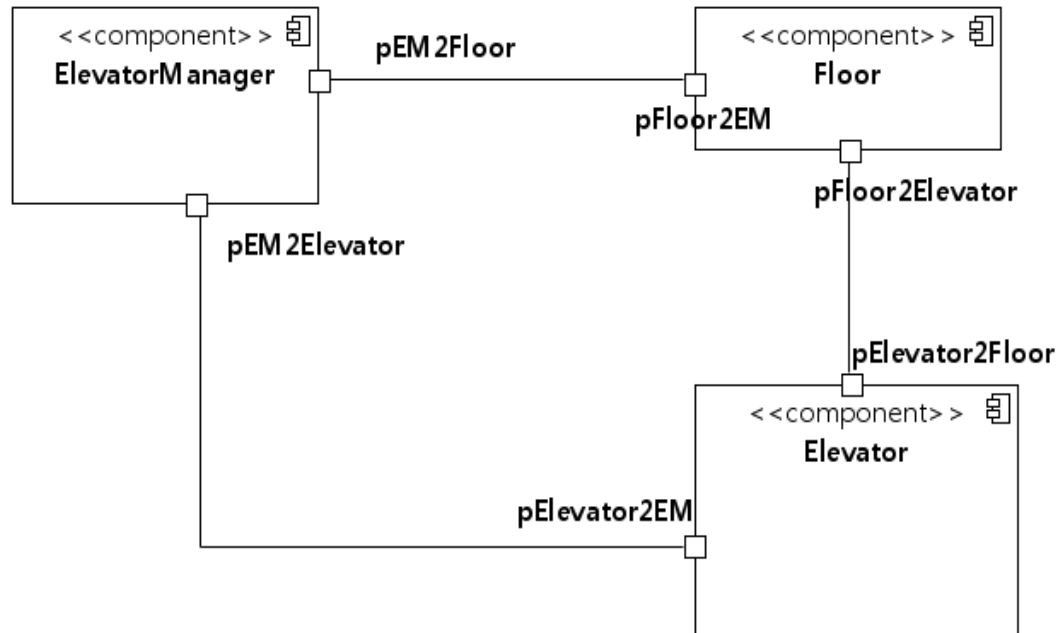 <<component>>
ElevatorManager
pEM2Floor
<<component>>
Floor
pFloor2EM
pFloor2Elevator
pEM2Elevator
pElevator2Floor
<<component>>
Elevator
pElevator2EM